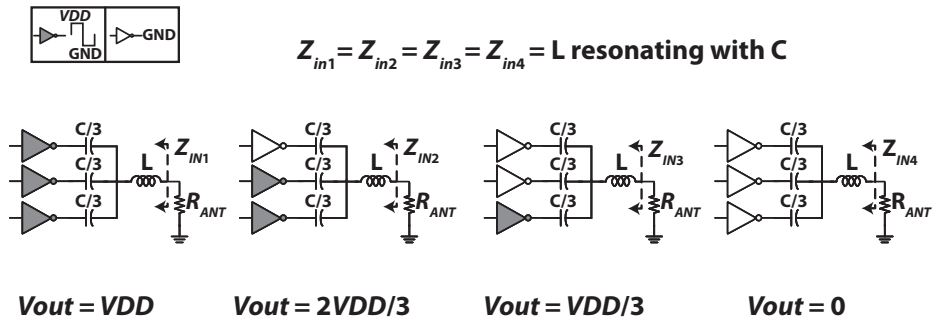 VDD
GND
GND
Zin1 = Zin2 = Zin3 = Zin4 = L resonating with C
C/3
C/3
C/3
L
ZIN1
RANT
C/3
C/3
C/3
L
ZIN2
RANT
C/3
C/3
C/3
L
ZIN3
RANT
C/3
C/3
C/3
L
ZIN4
RANT
Vout = VDD
Vout = 2VDD/3
Vout = VDD/3
Vout = 0